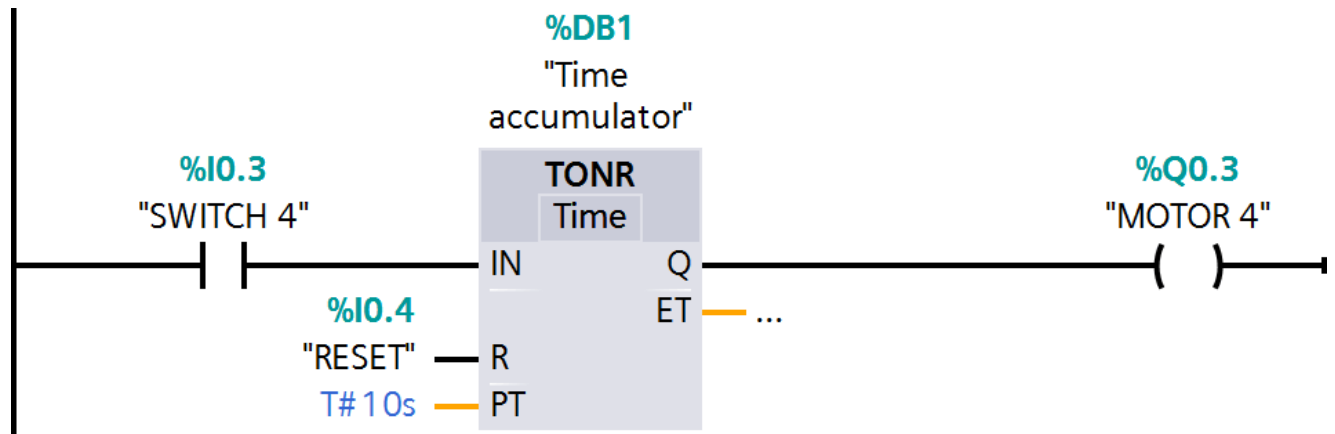 %DB1
"Time
accumulator"
%I0.3
"SWITCH 4"
TONR
Time
%Q0.3
"MOTOR 4"
IN
Q
%I0.4
ET
...
"RESET"
R
T#10s
PT